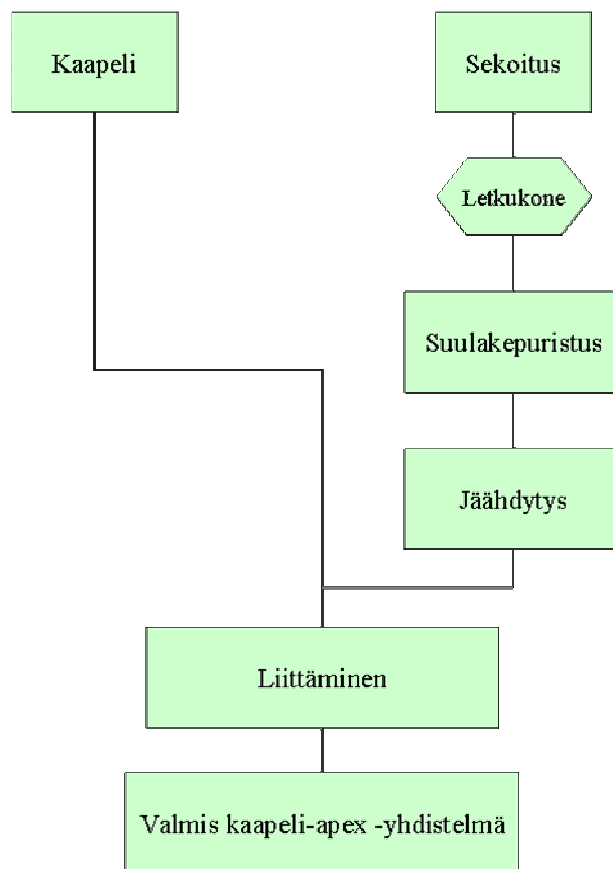 Kaapeli
Sekoitus
Letkukone
Suulakepuristus
Jäähdytys
Liittäminen
Valmis kaapeli-apex -yhdistelmä